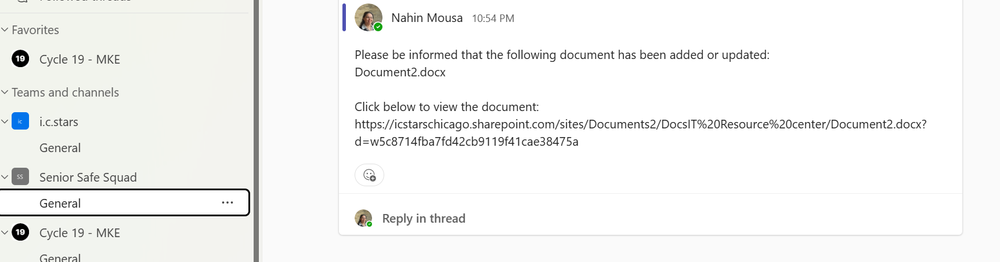 Followed threads
Favorites
19 Cycle 19 - MKE
Teams and channels
ic i.c.stars
General
SS Senior Safe Squad
General ...
19 Cycle 19 - MKE
General
Nahin Mousa 10:54 PM
Please be informed that the following document has been added or updated:
Document2.docx
Click below to view the document:
https://icstarschicago.sharepoint.com/sites/Documents2/DocsIT%20Resource%20center/Document2.docx?
d=w5c8714fba7fd42cb9119f41cae38475a
Reply in thread